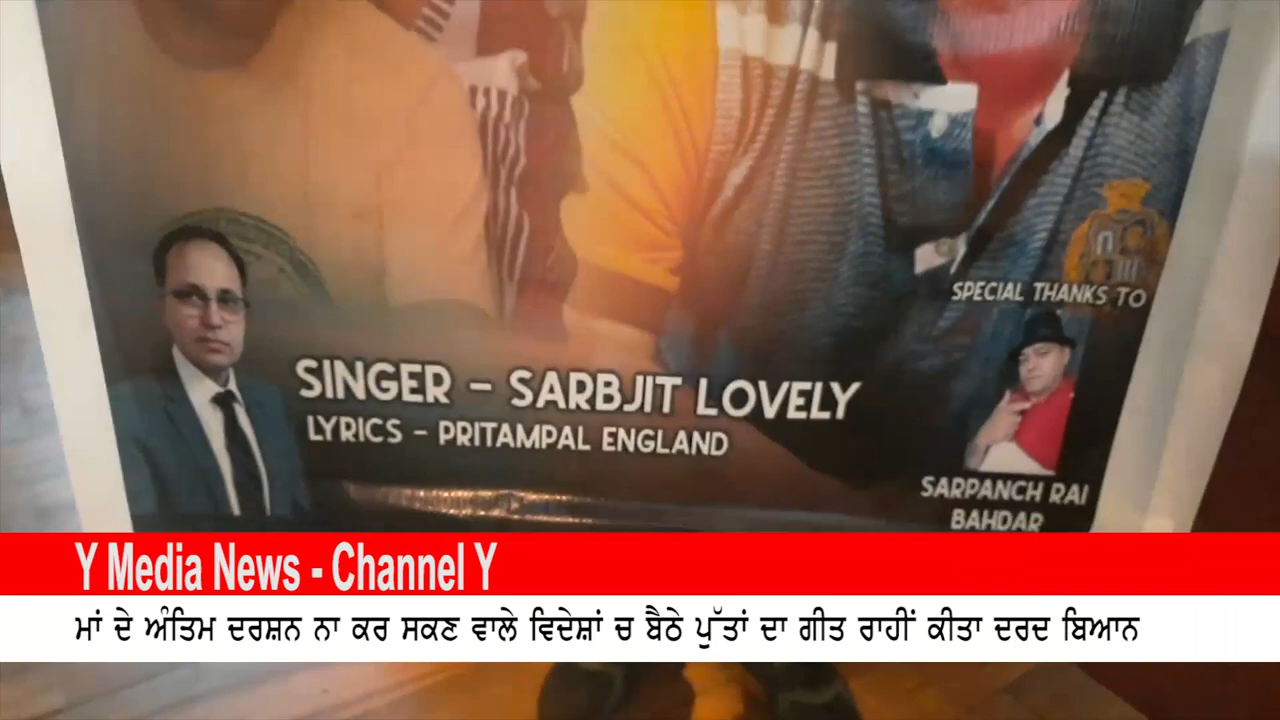 SPECIAL THANKS TO
SINGER – SARBJIT LOVELY
LYRICS – PRITAMPAL ENGLAND
SARPANCH RAI
BAHDAR
Y Media News - Channel Y
ਮਾਂ ਦੇ ਅੰਤਿਮ ਦਰਸ਼ਨ ਨਾ ਕਰ ਸਕਣ ਵਾਲੇ ਵਿਦੇਸ਼ਾਂ ਚ ਬੈਠੇ ਪੁੱਤਾਂ ਦਾ ਗੀਤ ਰਾਹੀਂ ਕੀਤਾ ਦਰਦ ਬਿਆਨ